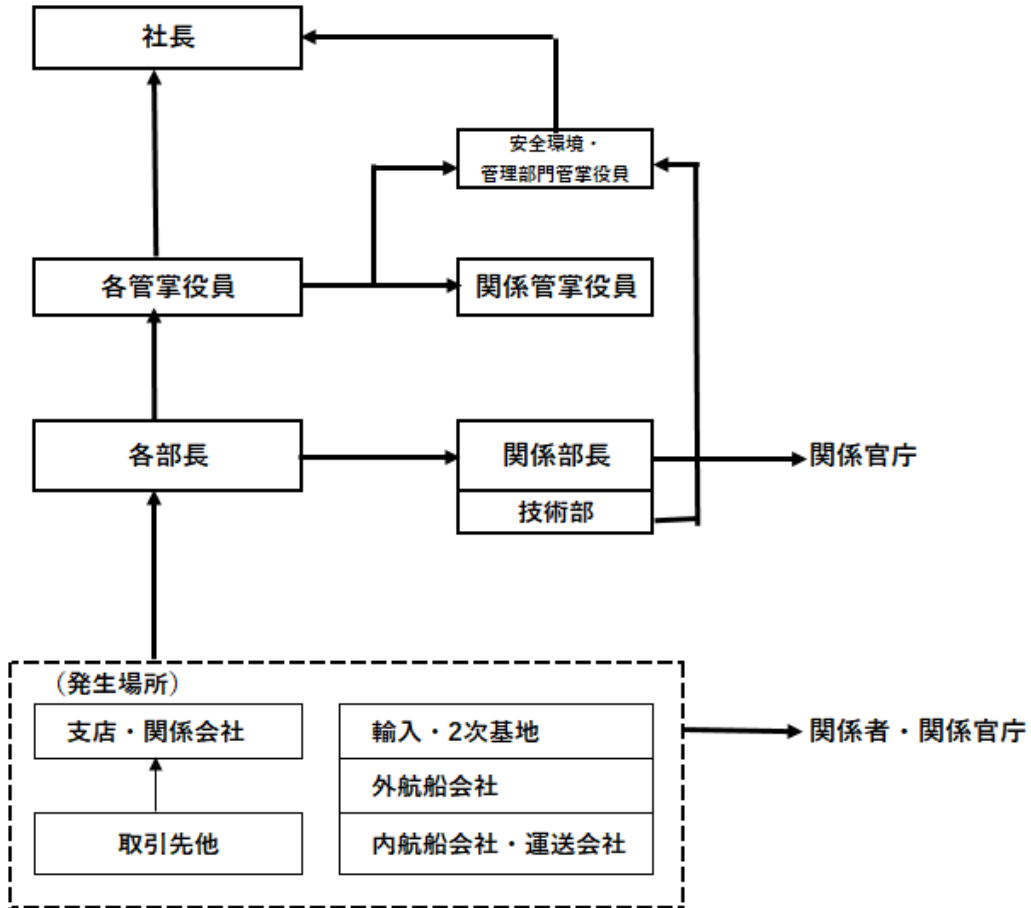 社長
安全環境・
管理部門管掌役員
各管掌役員
関係管掌役員
各部長
関係部長
関係官庁
技術部
（発生場所）
支店・関係会社
輸入・2次基地
関係者・関係官庁
外航船会社
取引先他
内航船会社・運送会社